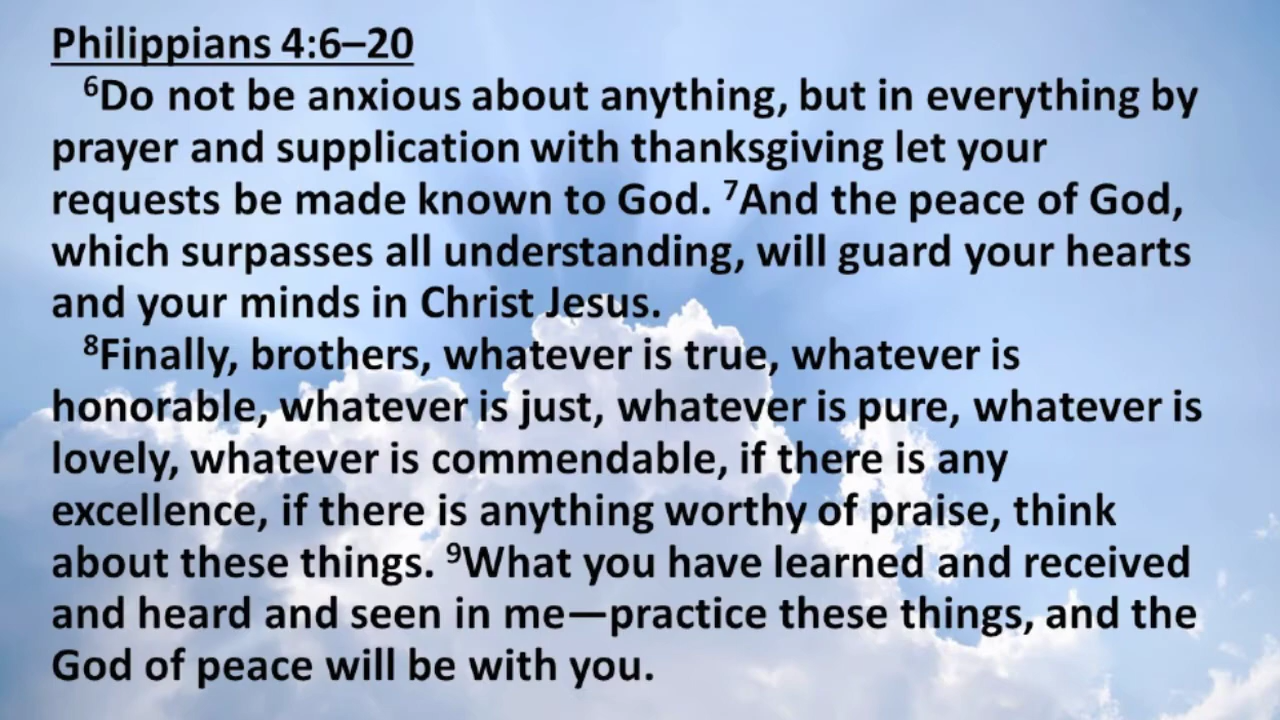 Philippians 4:6–20
⁶Do not be anxious about anything, but in everything by
prayer and supplication with thanksgiving let your
requests be made known to God. ⁷And the peace of God,
which surpasses all understanding, will guard your hearts
and your minds in Christ Jesus.
⁸Finally, brothers, whatever is true, whatever is
honorable, whatever is just, whatever is pure, whatever is
lovely, whatever is commendable, if there is any
excellence, if there is anything worthy of praise, think
about these things. ⁹What you have learned and received
and heard and seen in me—practice these things, and the
God of peace will be with you.